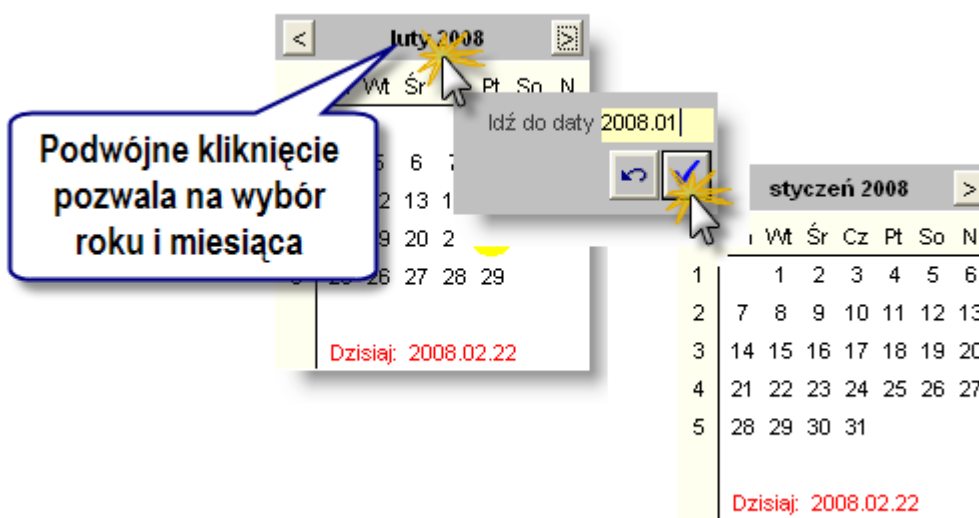 < luty 2008 >
Wt Śr Pt So N
Podwójne kliknięcie
pozwala na wybór
roku i miesiąca
Idź do daty 2008.01
5 6
2 13 1
9 20 2
26 27 28 29
Dzisiaj: 2008.02.22
styczeń 2008 >
Wt Śr Cz Pt So N
1 1 2 3 4 5 6
2 7 8 9 10 11 12 13
3 14 15 16 17 18 19 20
4 21 22 23 24 25 26 27
5 28 29 30 31
Dzisiaj: 2008.02.22